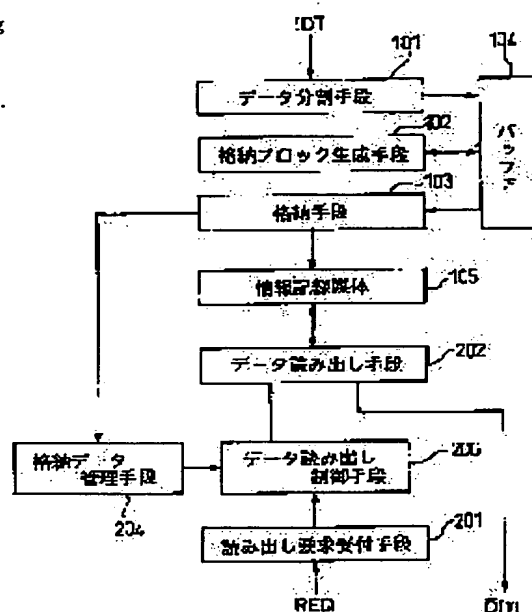 IDT
101
104
データ分割手段
102
格納ブロック生成手段
バッファ
103
格納手段
情報記録媒体
105
データ読み出し手段
202
格納データ
管理手段
データ読み出し
制御手段
204
201
読み出し要求受付手段
REQ